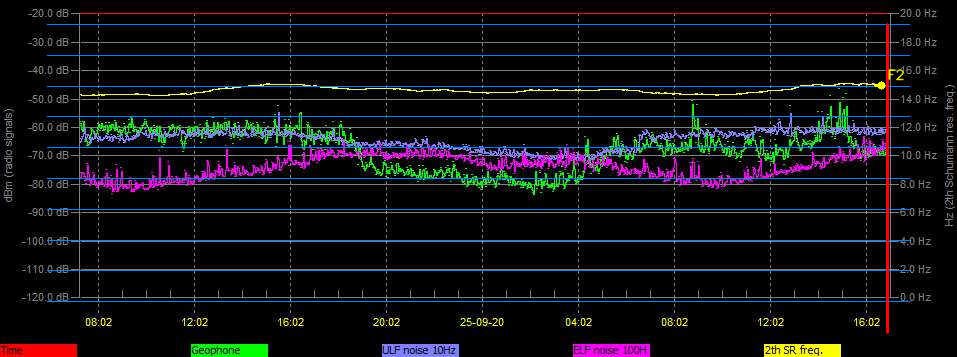 -20.0 dB 20.0 Hz
-30.0 dB 18.0 Hz
-40.0 dB 16.0 Hz
F2
-50.0 dB 14.0 Hz
-60.0 dB 12.0 Hz
-70.0 dB 10.0 Hz
-80.0 dB 8.0 Hz
-90.0 dB 6.0 Hz
-100.0 dB 4.0 Hz
-110.0 dB 2.0 Hz
-120.0 dB 0.0 Hz
dBm (radio signals)
Hz (2th Schumann res. freq.)
08:02 12:02 16:02 20:02 25-09-20 04:02 08:02 12:02 16:02
Time Geophone ULF noise 10Hz ELF noise 100H 2th SR freq.